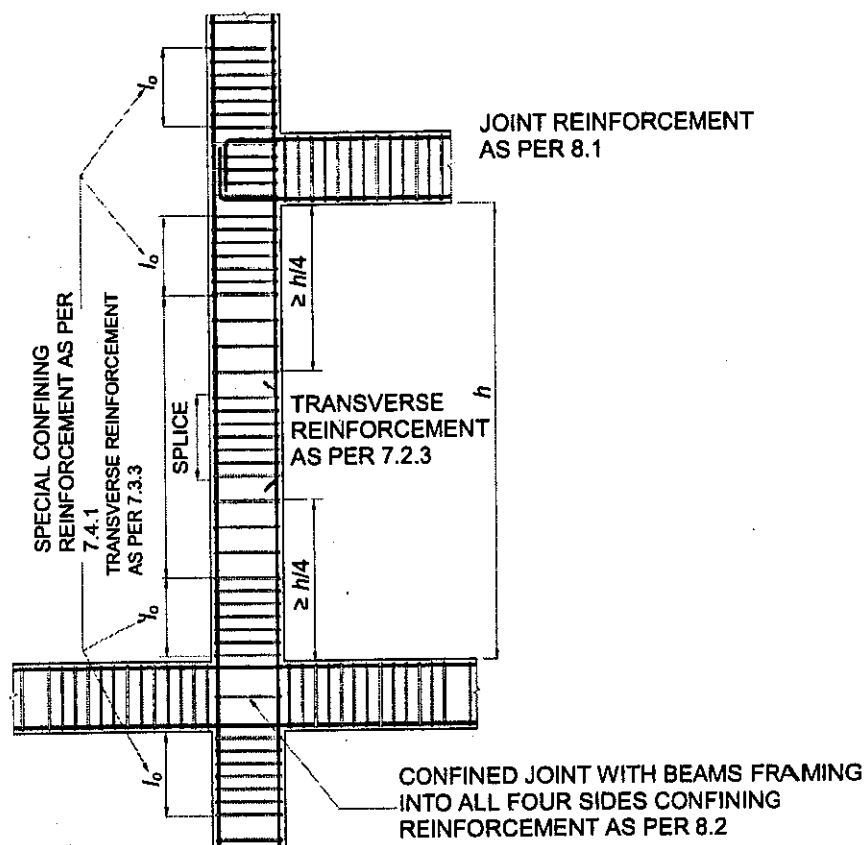 l₀
JOINT REINFORCEMENT
AS PER 8.1
l₀
≥ h/4
SPECIAL CONFINING
REINFORCEMENT AS PER
7.4.1
TRANSVERSE REINFORCEMENT
AS PER 7.3.3
SPLICE
TRANSVERSE
REINFORCEMENT
AS PER 7.2.3
h
≥ h/4
l₀
l₀
CONFINED JOINT WITH BEAMS FRAMING
INTO ALL FOUR SIDES CONFINING
REINFORCEMENT AS PER 8.2